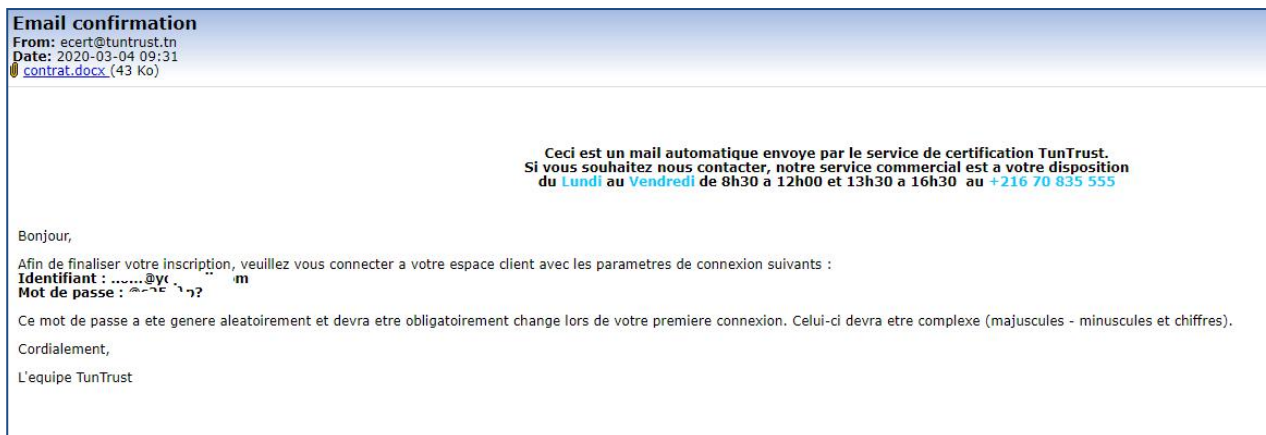 Email confirmation
From: ecert@tuntrust.tn
Date: 2020-03-04 09:31
contrat.docx (43 Ko)
Ceci est un mail automatique envoye par le service de certification TunTrust.
Si vous souhaitez nous contacter, notre service commercial est a votre disposition
du Lundi au Vendredi de 8h30 a 12h00 et 13h30 a 16h30 au +216 70 835 555
Bonjour,
Afin de finaliser votre inscription, veuillez vous connecter a votre espace client avec les parametres de connexion suivants :
Identifiant :
Mot de passe :
Ce mot de passe a ete genere aleatoirement et devra etre obligatoirement change lors de votre premiere connexion. Celui-ci devra etre complexe (majuscules - minuscules et chiffres).
Cordialement,
L'equipe TunTrust